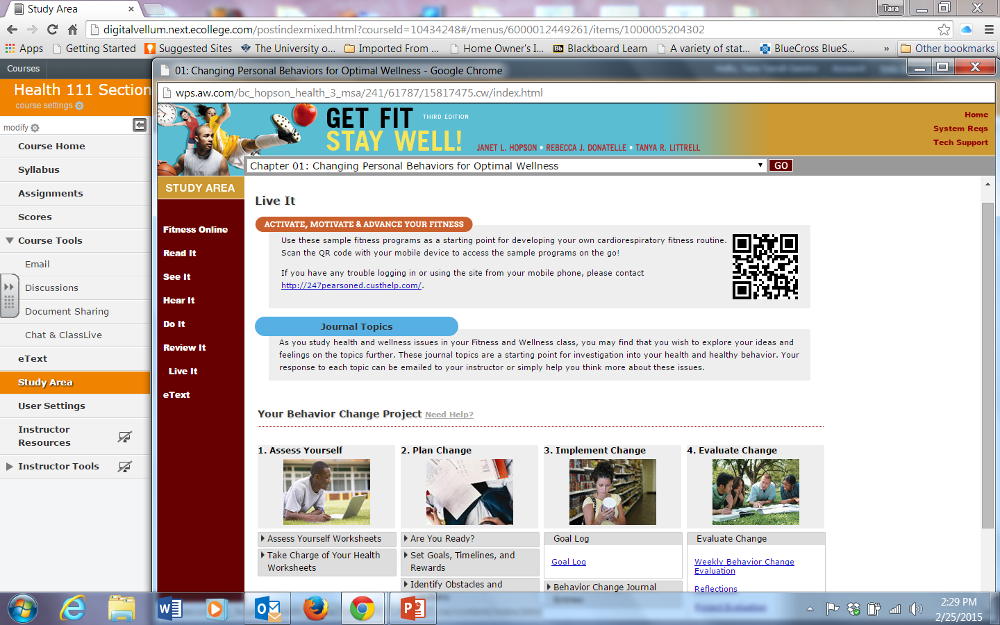 Study Area
Tara
digitalvellum.next.ecollege.com/postindexmixed.html?courseId=10434248#/menus/6000012449261/items/1000005204302
Apps
Getting Started
Suggested Sites
The University o...
Imported From ...
Home Owner's I...
Bb
Blackboard Learn
A variety of stat...
BlueCross BlueS...
»
Other bookmarks
Courses
01: Changing Personal Behaviors for Optimal Wellness - Google Chrome
Health 111 Section
course settings
wps.aw.com/bc_hopson_health_3_msa/241/61787/15817475.cw/index.html
modify
Course Home
Syllabus
Assignments
Scores
Course Tools
Email
Discussions
Document Sharing
Chat & ClassLive
eText
Study Area
User Settings
Instructor
Resources
Instructor Tools
GET FIT THIRD EDITION
STAY WELL!
JANET L. HOPSON • REBECCA J. DONATELLE • TANYA R. LITTRELL
Home
System Reqs
Tech Support
Chapter 01: Changing Personal Behaviors for Optimal Wellness
GO
STUDY AREA
Fitness Online
Read It
See It
Hear It
Do It
Review It
Live It
eText
Live It
ACTIVATE, MOTIVATE & ADVANCE YOUR FITNESS
Use these sample fitness programs as a starting point for developing your own cardiorespiratory fitness routine.
Scan the QR code with your mobile device to access the sample programs on the go!
If you have any trouble logging in or using the site from your mobile phone, please contact
http://247pearsoned.custhelp.com/.
Journal Topics
As you study health and wellness issues in your Fitness and Wellness class, you may find that you wish to explore your ideas and
feelings on the topics further. These journal topics are a starting point for investigation into your health and healthy behavior. Your
response to each topic can be emailed to your instructor or simply help you think more about these issues.
Your Behavior Change Project Need Help?
1. Assess Yourself
Assess Yourself Worksheets
Take Charge of Your Health
Worksheets
2. Plan Change
Are You Ready?
Set Goals, Timelines, and
Rewards
Identify Obstacles and
3. Implement Change
Goal Log
Goal Log
Behavior Change Journal
4. Evaluate Change
Evaluate Change
Weekly Behavior Change
Evaluation
Reflections
2:29 PM
2/25/2015